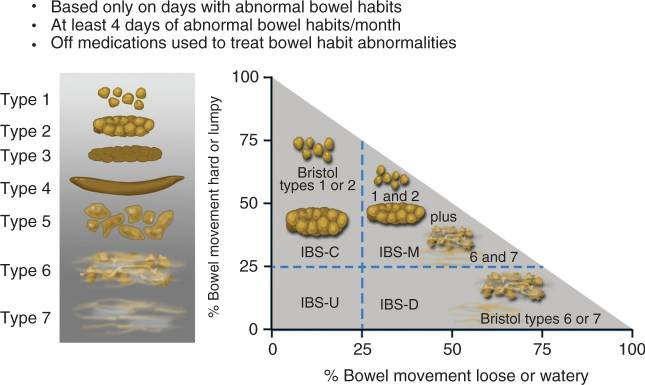 • Based only on days with abnormal bowel habits
• At least 4 days of abnormal bowel habits/month
• Off medications used to treat bowel habit abnormalities
Type 1
Type 2
Type 3
Type 4
Type 5
Type 6
Type 7
% Bowel movement hard or lumpy
100
75
50
25
0
Bristol
types 1 or 2
IBS-C
1 and 2
plus
6 and 7
IBS-M
IBS-U
IBS-D
Bristol types 6 or 7
0
25
50
75
100
% Bowel movement loose or watery